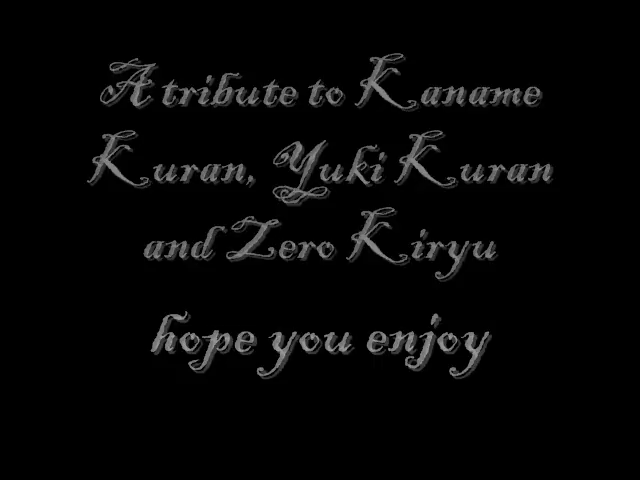 A tribute to Kaname
Kuran, Yuki Kuran
and Zero Kiryu
hope you enjoy